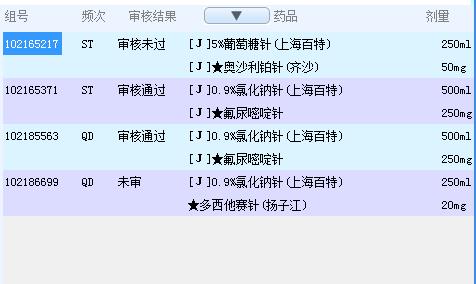 组号 频次 审核结果 ▼ 药品 剂量
102165217 ST 审核未过 [J]5%葡萄糖针(上海百特) 250ml
[J]★奥沙利铂针(齐沙) 50mg
102165371 ST 审核通过 [J]0.9%氯化钠针(上海百特) 500ml
[J]★氟尿嘧啶针 250mg
102185563 QD 审核通过 [J]0.9%氯化钠针(上海百特) 500ml
[J]★氟尿嘧啶针 250mg
102186699 QD 未审 [J]0.9%氯化钠针(上海百特) 250ml
★多西他赛针(扬子江) 20mg